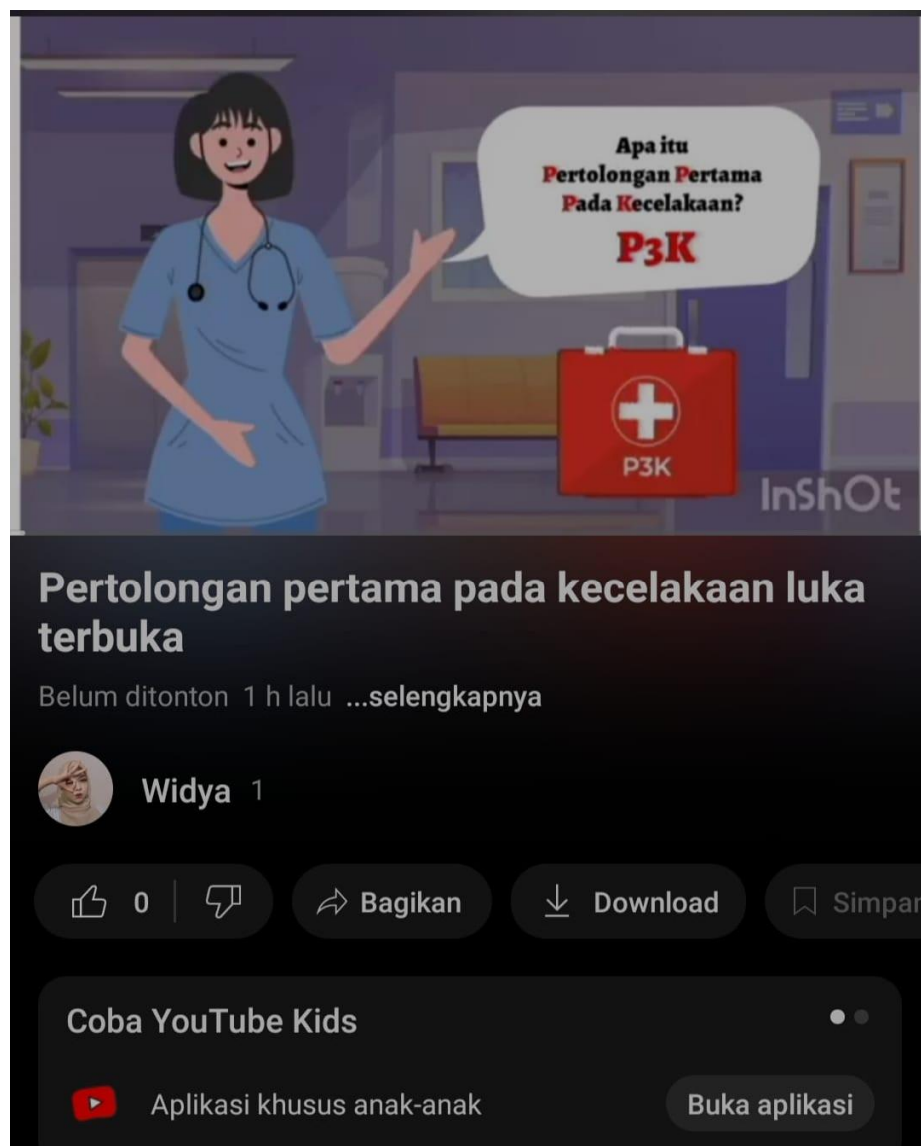 Apa itu
Pertolongan Pertama
Pada Kecelakaan?
P3K
P3K
InShOt
Pertolongan pertama pada kecelakaan luka
terbuka
Belum ditonton 1 h lalu ...selengkapnya
Widya 1
0 Bagikan Download Simpan
Coba YouTube Kids
Aplikasi khusus anak-anak Buka aplikasi